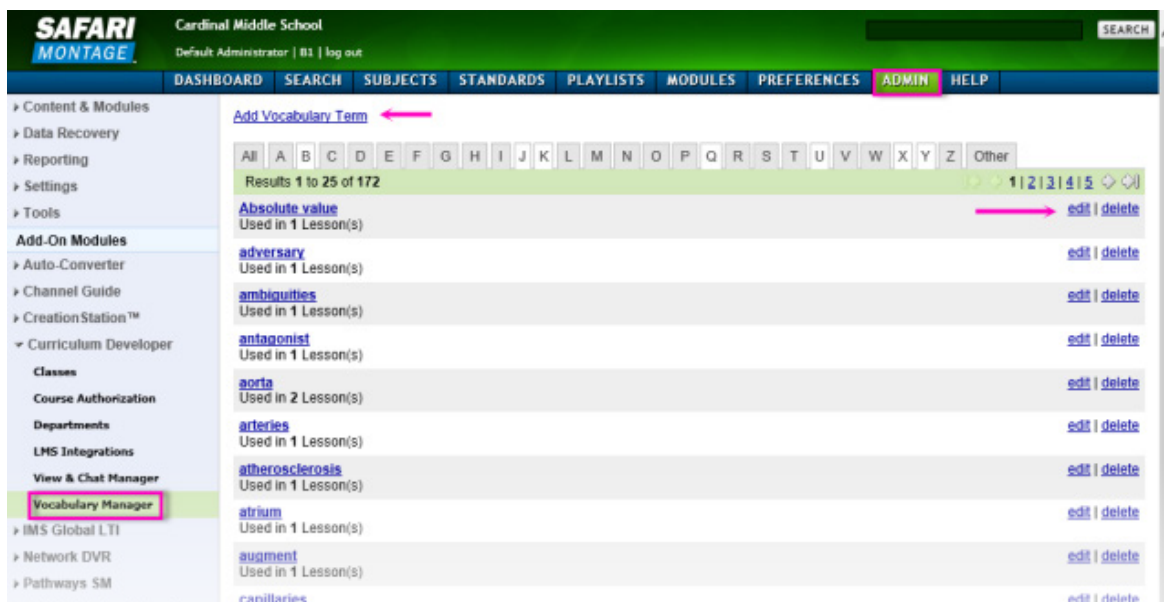 SAFARI
MONTAGE
Cardinal Middle School
Default Administrator | B1 | log out
SEARCH
DASHBOARD SEARCH SUBJECTS STANDARDS PLAYLISTS MODULES PREFERENCES ADMIN HELP
Content & Modules
Data Recovery
Reporting
Settings
Tools
Add-On Modules
Auto-Converter
Channel Guide
CreationStation™
Curriculum Developer
Classes
Course Authorization
Departments
LMS Integrations
View & Chat Manager
Vocabulary Manager
IMS Global LTI
Network DVR
Pathways SM
Add Vocabulary Term
All A B C D E F G H I J K L M N O P Q R S T U V W X Y Z Other
Results 1 to 25 of 172 1|2|3|4|5
Absolute value edit | delete
Used in 1 Lesson(s)
adversary edit | delete
Used in 1 Lesson(s)
ambiguities edit | delete
Used in 1 Lesson(s)
antagonist edit | delete
Used in 1 Lesson(s)
aorta edit | delete
Used in 2 Lesson(s)
arteries edit | delete
Used in 1 Lesson(s)
atherosclerosis edit | delete
Used in 1 Lesson(s)
atrium edit | delete
Used in 1 Lesson(s)
augment edit | delete
Used in 1 Lesson(s)
capillaries edit | delete